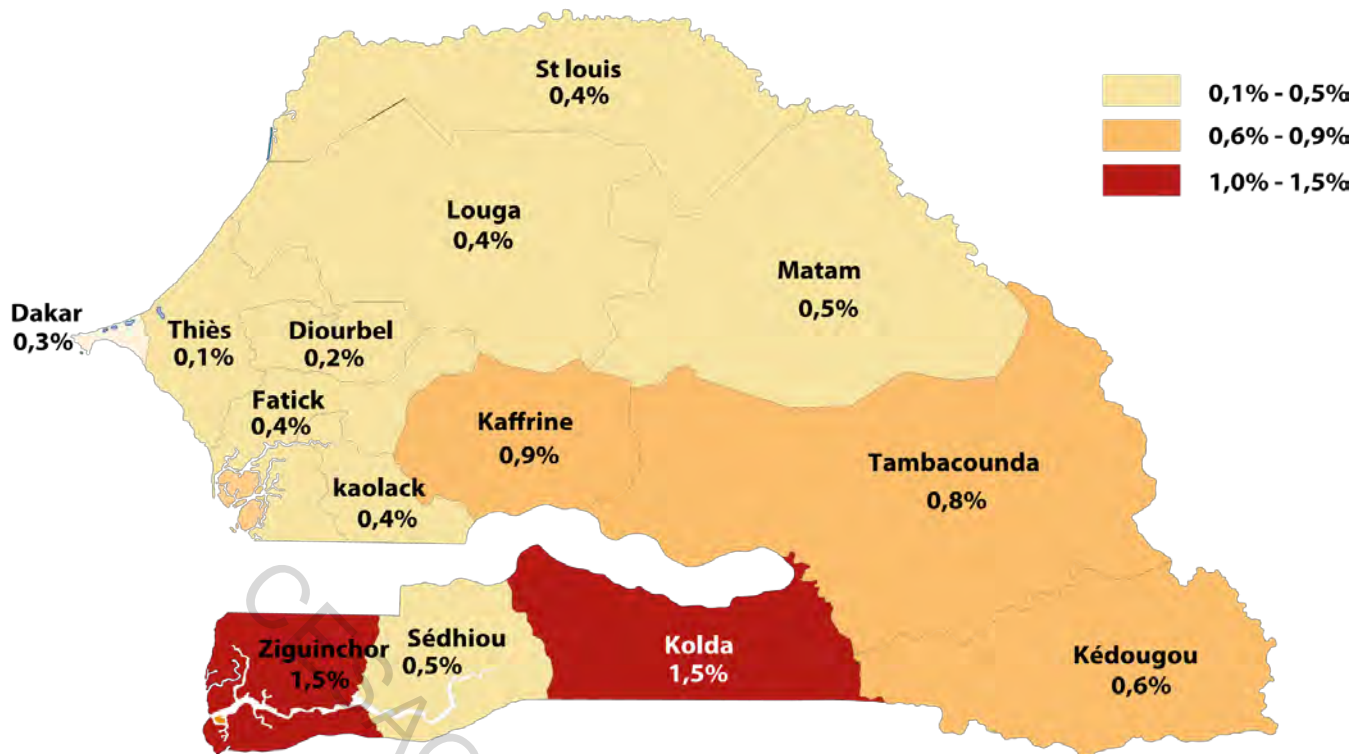 St louis
0,4%
0,1% - 0,5%
0,6% - 0,9%
1,0% - 1,5%
Louga
0,4%
Matam
0,5%
Dakar
0,3%
Thiès
0,1%
Diourbel
0,2%
Fatick
0,4%
Kaffrine
0,9%
Tambacounda
0,8%
kaolack
0,4%
Ziguinchor
1,5%
Sédhiou
0,5%
Kolda
1,5%
Kédougou
0,6%